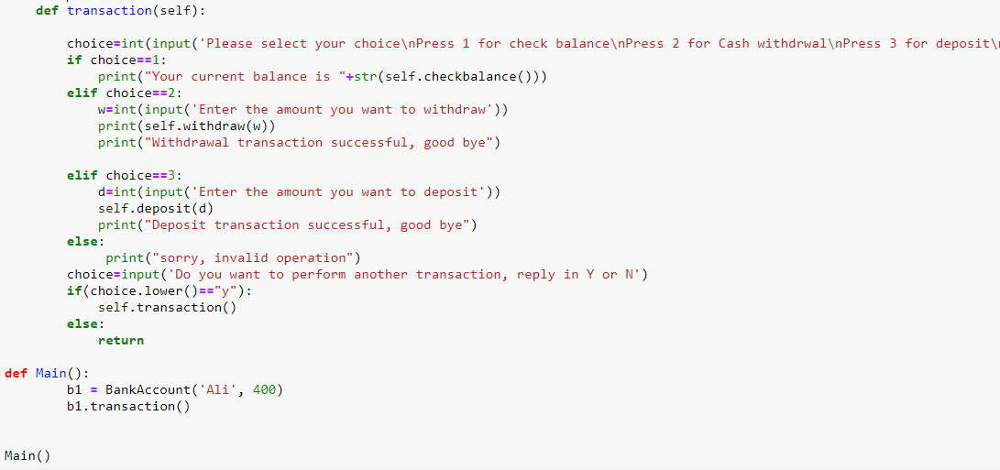 def transaction(self):
choice=int(input('Please select your choice\nPress 1 for check balance\nPress 2 for Cash withdrwal\nPress 3 for deposit\
if choice==1:
print("Your current balance is "+str(self.checkbalance()))
elif choice==2:
w=int(input('Enter the amount you want to withdraw'))
print(self.withdraw(w))
print("Withdrawal transaction successful, good bye")
elif choice==3:
d=int(input('Enter the amount you want to deposit'))
self.deposit(d)
print("Deposit transaction successful, good bye")
else:
print("sorry, invalid operation")
choice=input('Do you want to perform another transaction, reply in Y or N')
if(choice.lower()=="y"):
self.transaction()
else:
return
def Main():
b1 = BankAccount('Ali', 400)
b1.transaction()
Main()